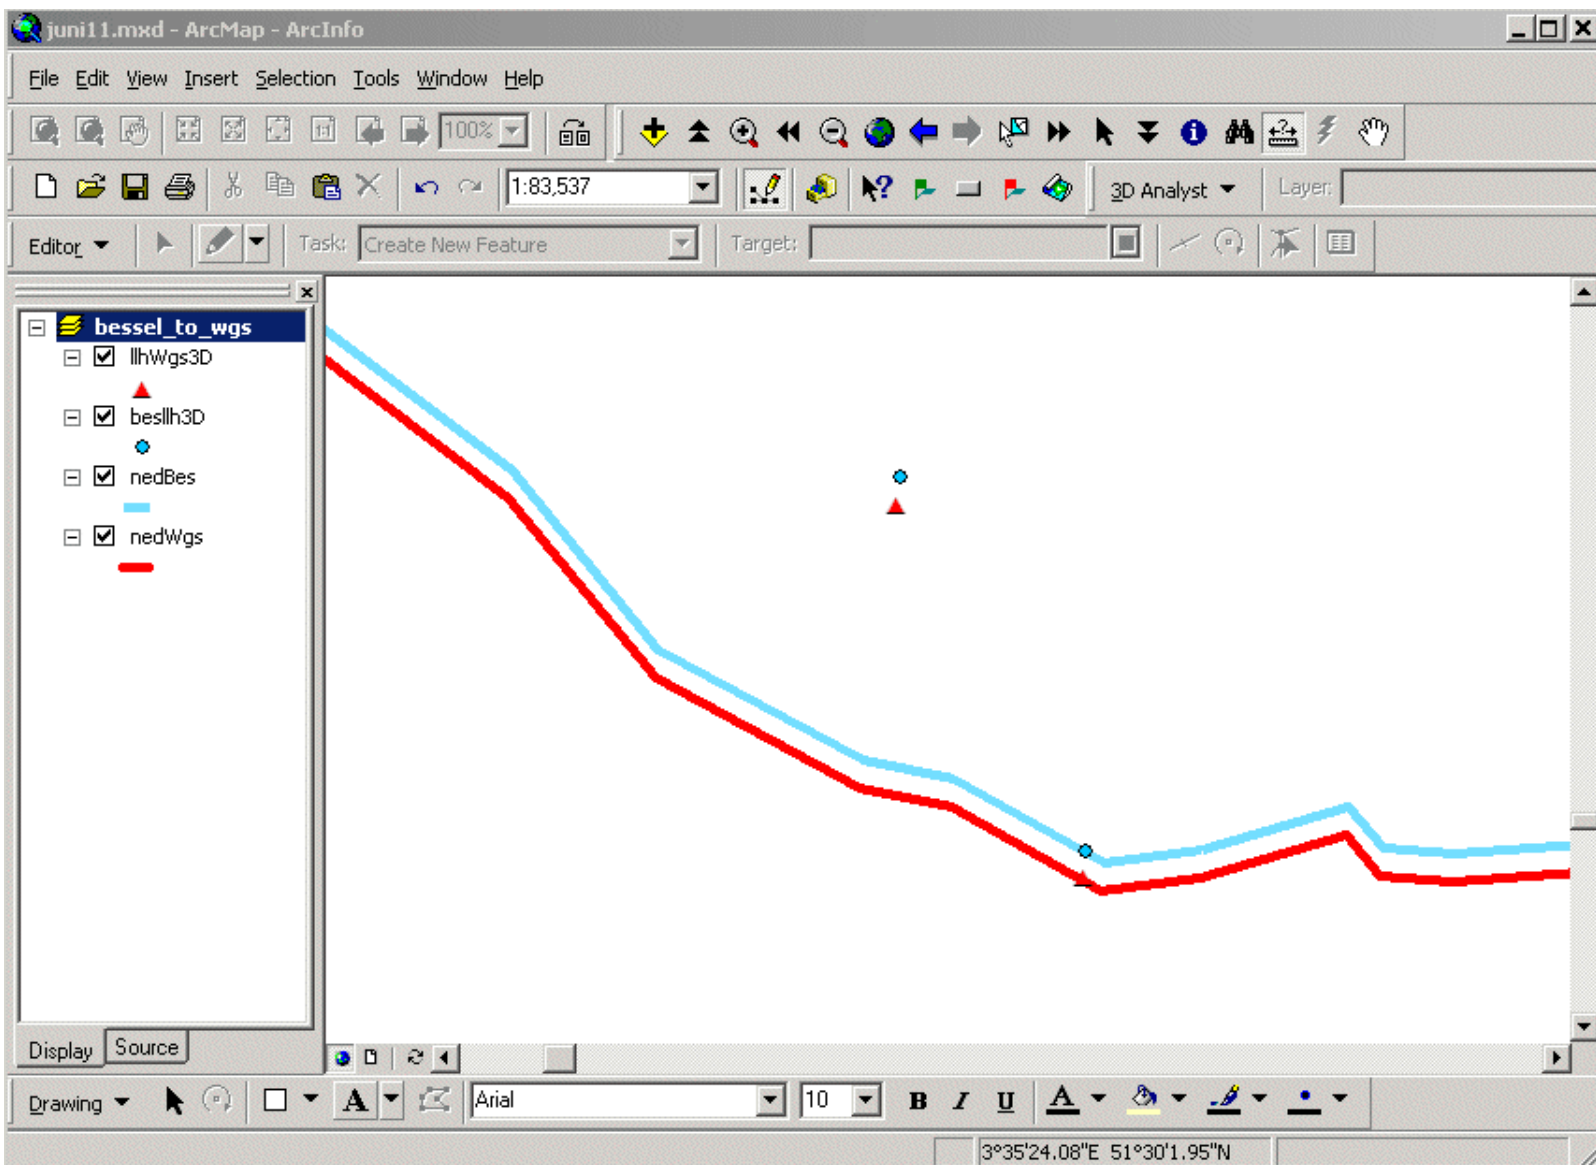 juni11.mxd - ArcMap - ArcInfo
File Edit View Insert Selection Tools Window Help
1:1 100%
1:83,537 3D Analyst Layer:
Editor Task: Create New Feature Target:
bessel_to_wgs
llhWgs3D
besllh3D
nedBes
nedWgs
Display Source
Drawing A Arial 10 B I U A
3°35'24.08"E 51°30'1.95"N